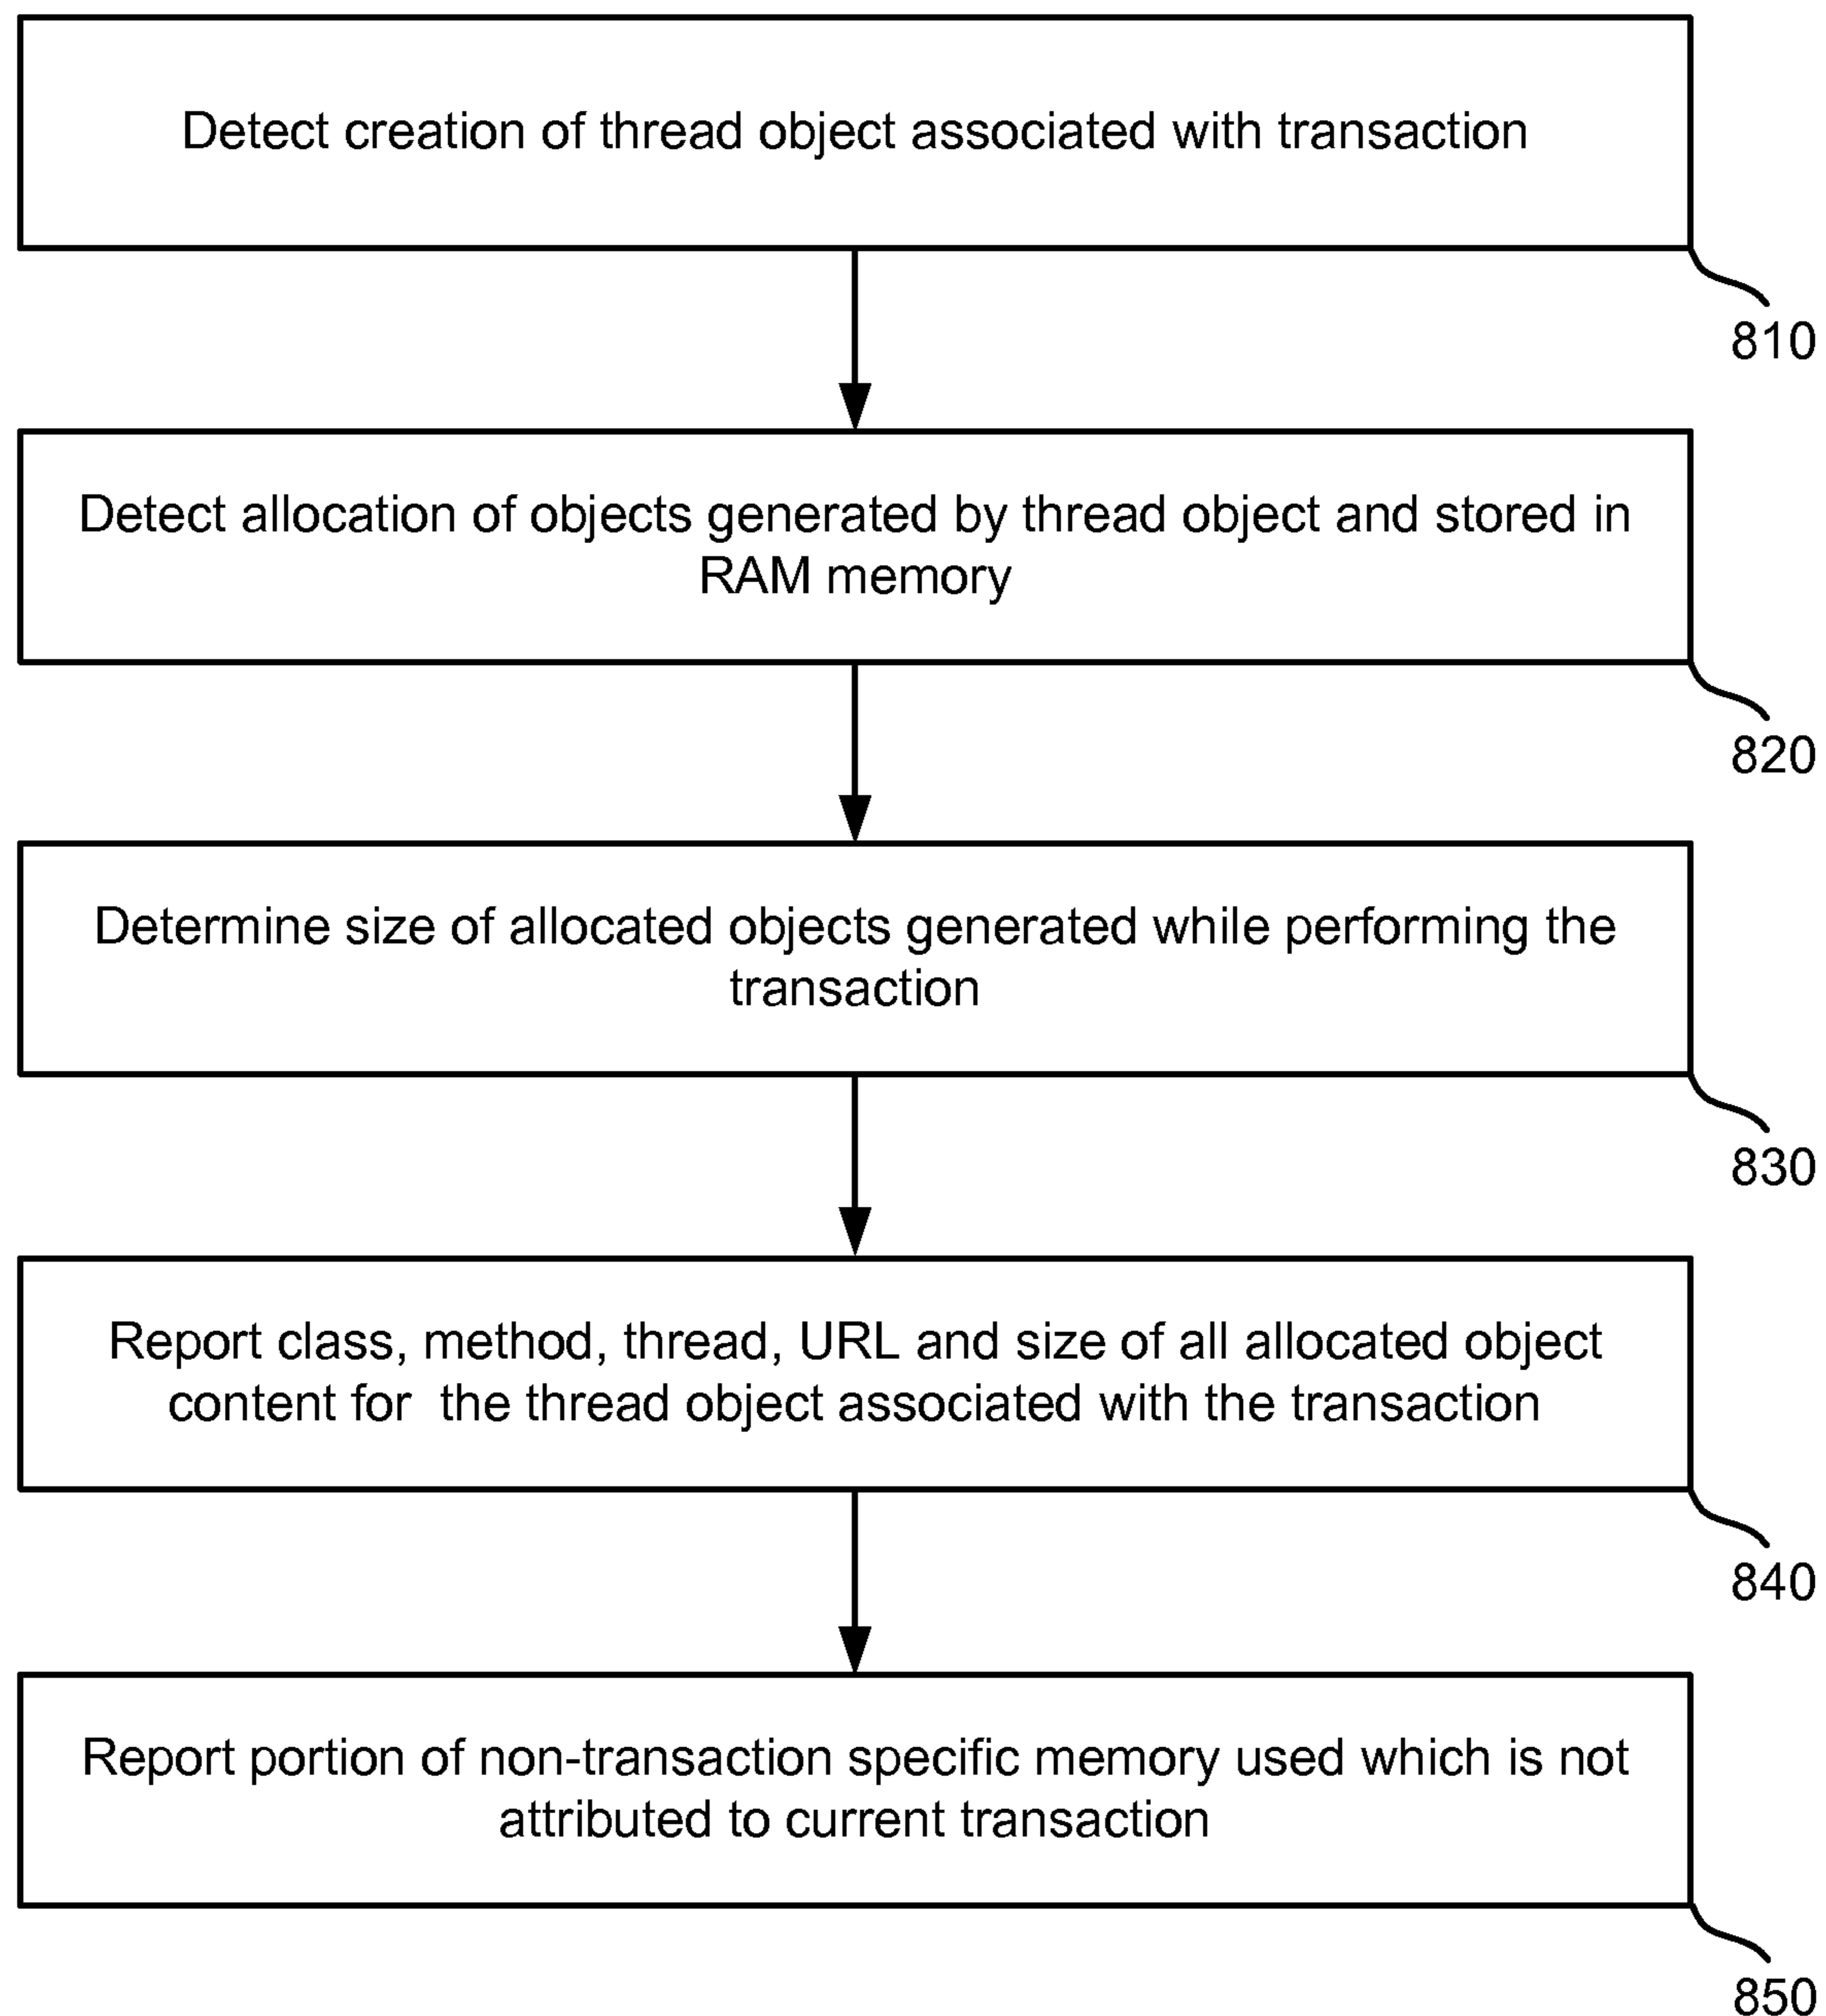 Detect creation of thread object associated with transaction
810
Detect allocation of objects generated by thread object and stored in
RAM memory
820
Determine size of allocated objects generated while performing the
transaction
830
Report class, method, thread, URL and size of all allocated object
content for  the thread object associated with the transaction
840
Report portion of non-transaction specific memory used which is not
attributed to current transaction
850